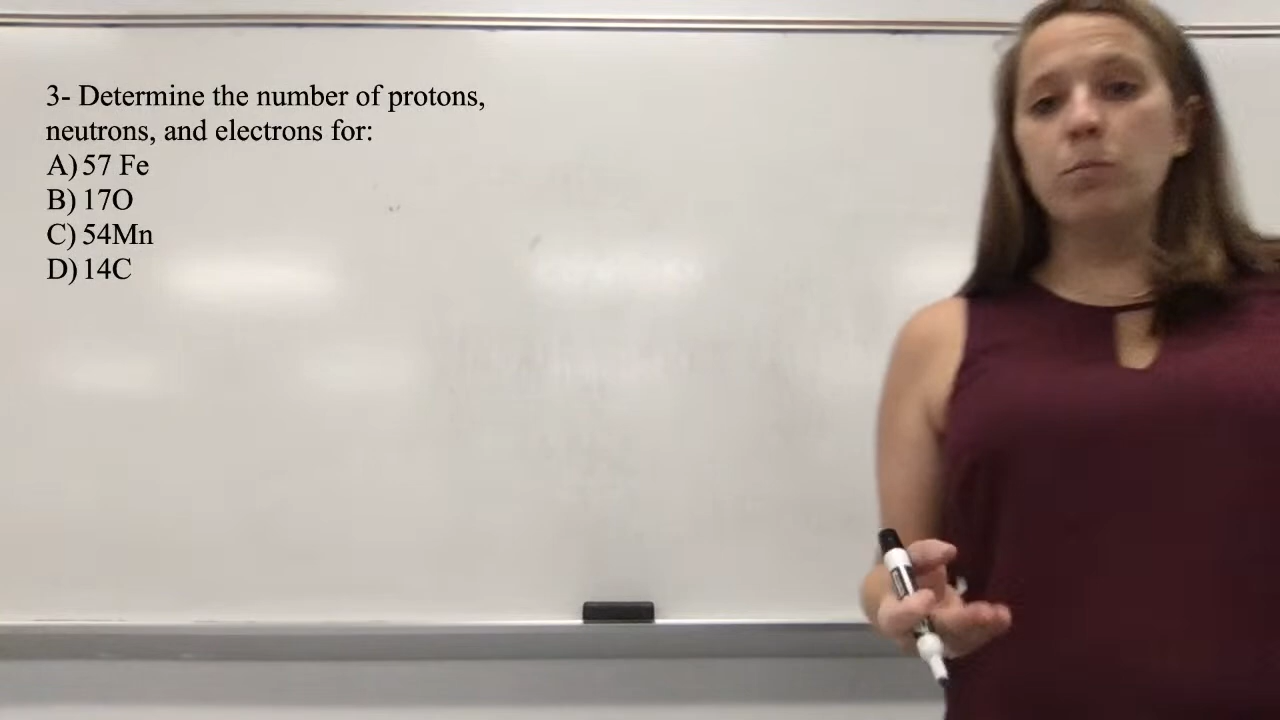 3- Determine the number of protons,
neutrons, and electrons for:
A) 57 Fe
B) 17O
C) 54Mn
D) 14C